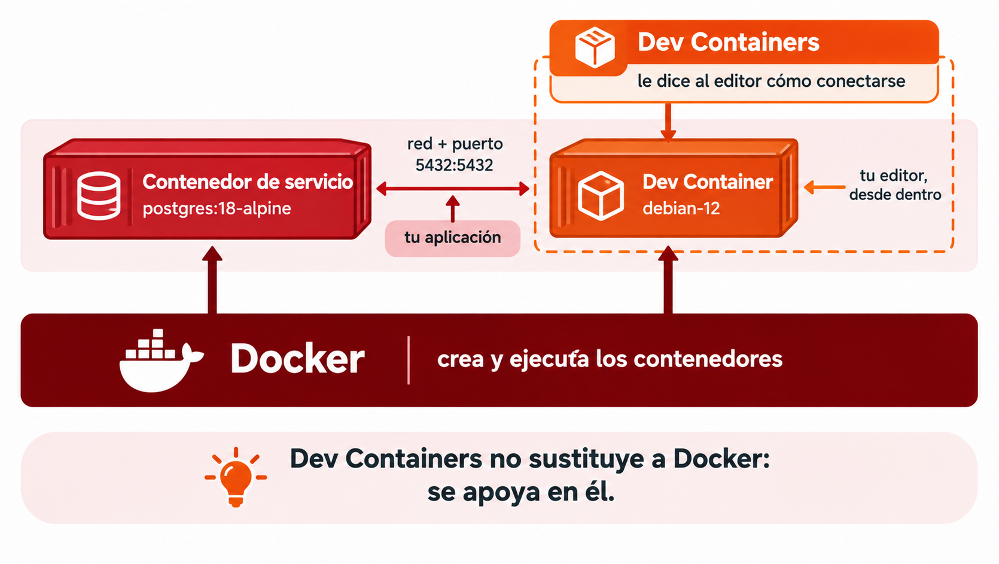 Dev Containers
le dice al editor cómo conectarse
red + puerto
5432:5432
Contenedor de servicio
postgres:18-alpine
tu aplicación
Dev Container
debian-12
tu editor,
desde dentro
Docker
crea y ejecuta los contenedores
Dev Containers no sustituye a Docker:
se apoya en él.